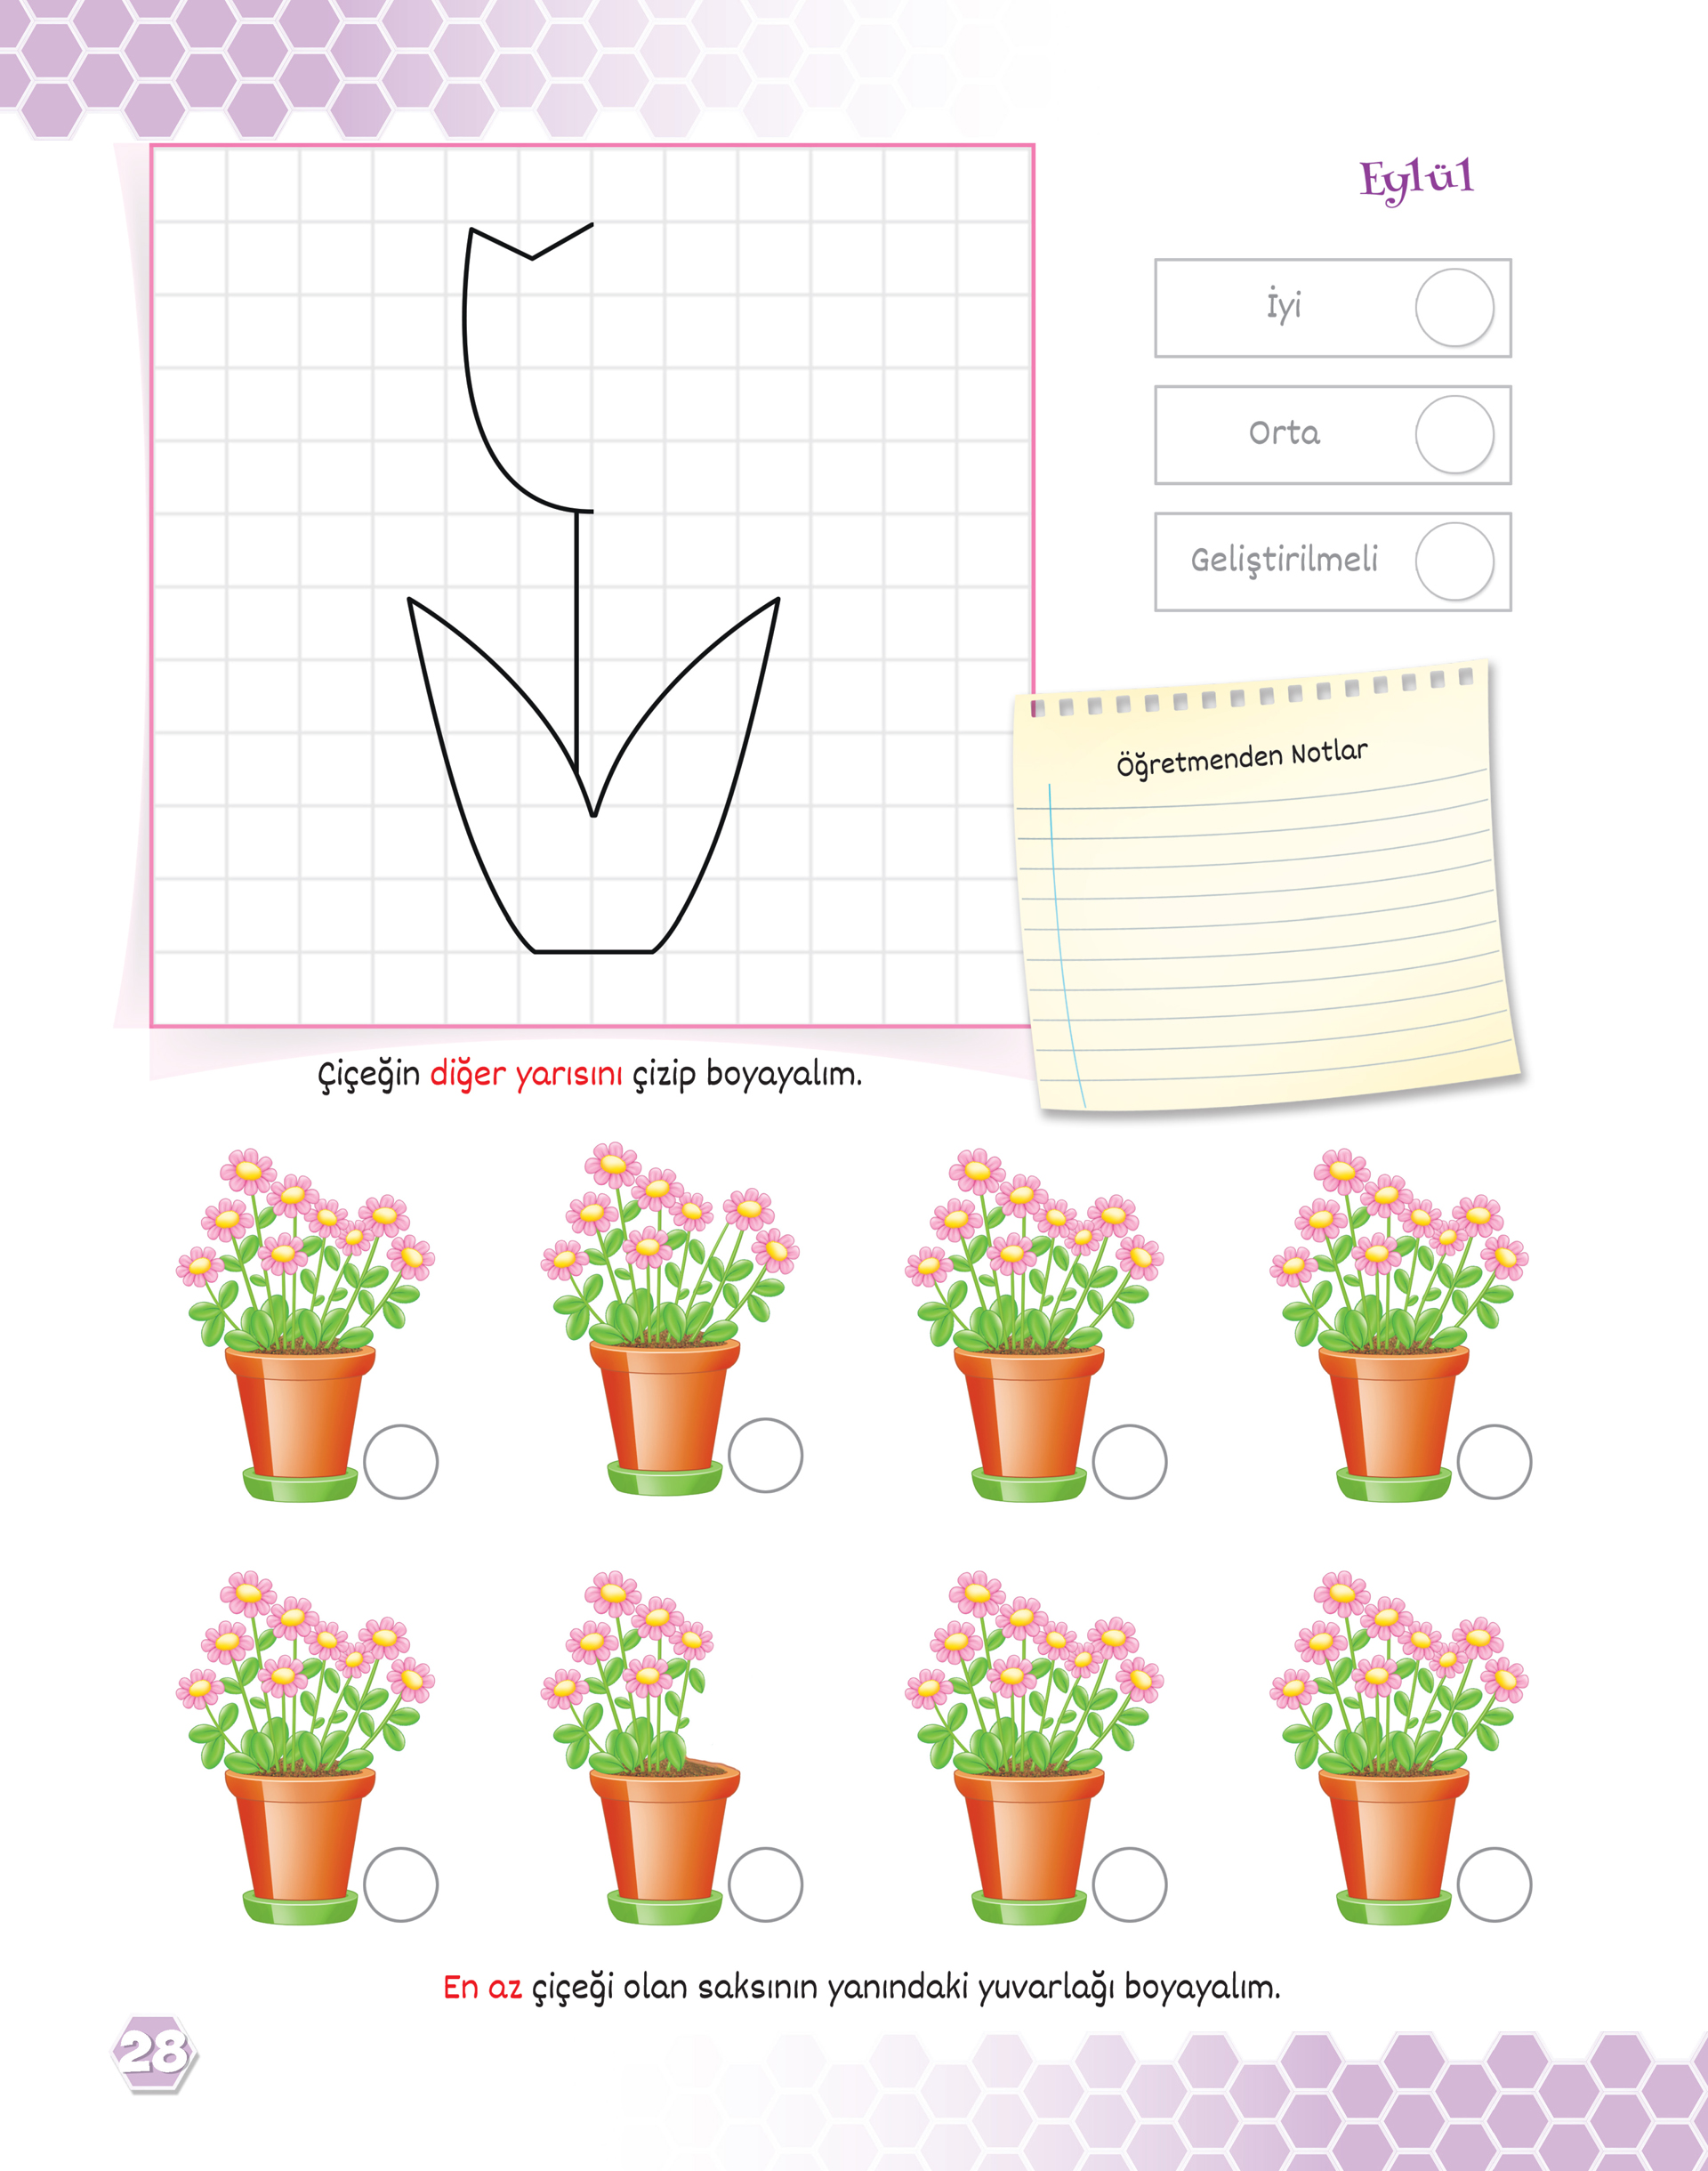 Eylül
İyi
Orta
Geliştirilmeli
Öğretmenden Notlar
Çiçeğin diğer yarısını çizip boyayalım.
En az çiçeği olan saksının yanındaki yuvarlağı boyayalım.
28